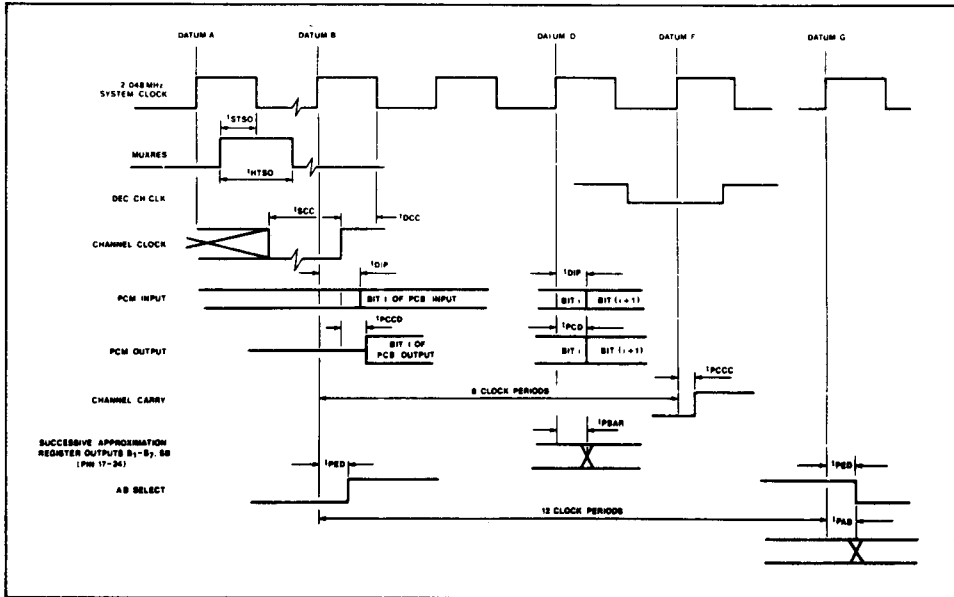 DATUM A
DATUM B
DATUM D
DATUM F
DATUM G
2.048 MHz
SYSTEM CLOCK
tSTSO
MUXRES
tHTSO
DEC CH CLK
tSCC
tDCC
CHANNEL CLOCK
tDIP
tDIP
PCM INPUT
BIT 1 OF PCB INPUT
BIT i
BIT (i+1)
tPCCD
tPCD
PCM OUTPUT
BIT 1 OF
PCB OUTPUT
BIT i
BIT (i+1)
tPCCC
CHANNEL CARRY
8 CLOCK PERIODS
tPSAR
SUCCESSIVE APPROXIMATION
REGISTER OUTPUTS B1-B7, SB
(PIN 17-24)
tPED
tPED
AB SELECT
12 CLOCK PERIODS
tPAB